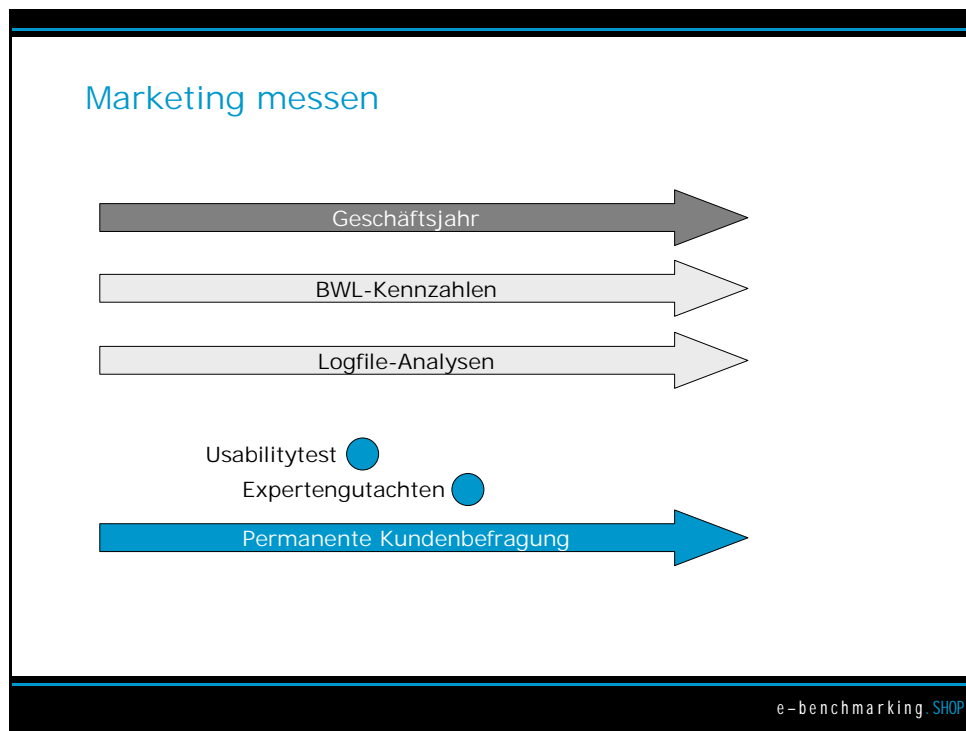 Marketing messen
Geschäftsjahr
BWL-Kennzahlen
Logfile-Analysen
Usabilitytest
Expertengutachten
Permanente Kundenbefragung
e-benchmarking.SHOP